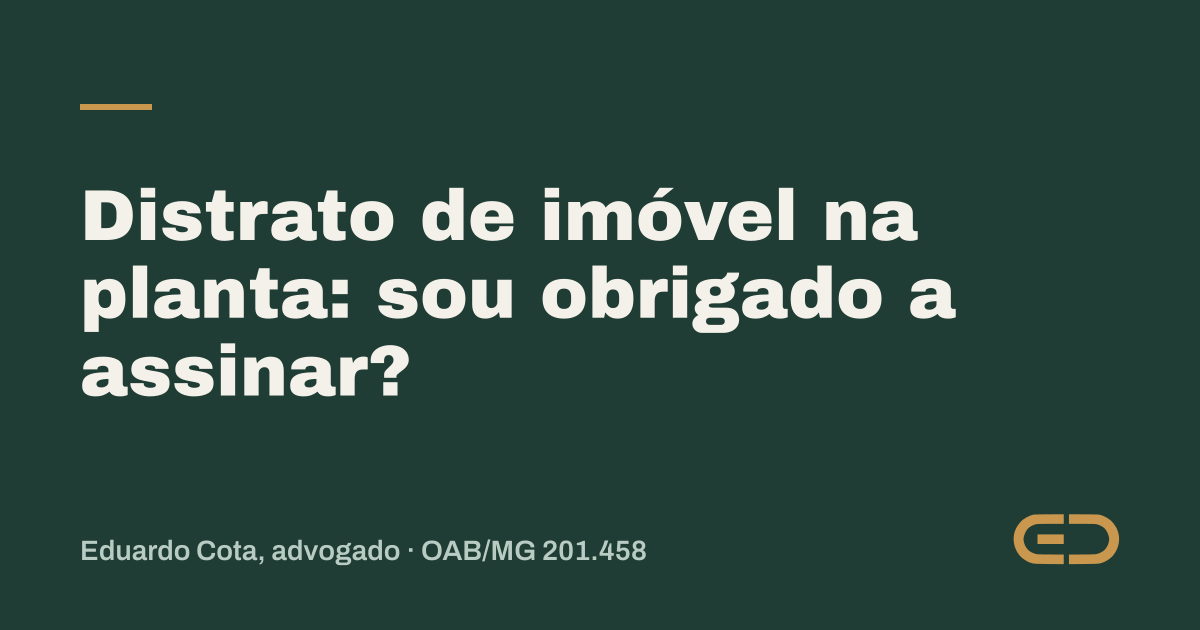 Distrato de imóvel na
planta: sou obrigado a
assinar?
Eduardo Cota, advogado · OAB/MG 201.458